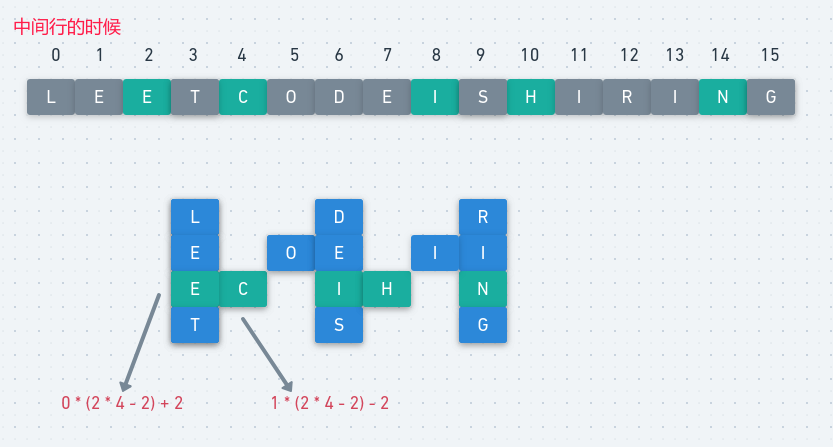 中间行的时候
0 1 2 3 4 5 6 7 8 9 10 11 12 13 14 15
L E E T C O D E I S H I R I N G
L D R
E O E I I
E C I H N
T S G
0 * (2 * 4 - 2) + 2 1 * (2 * 4 - 2) - 2